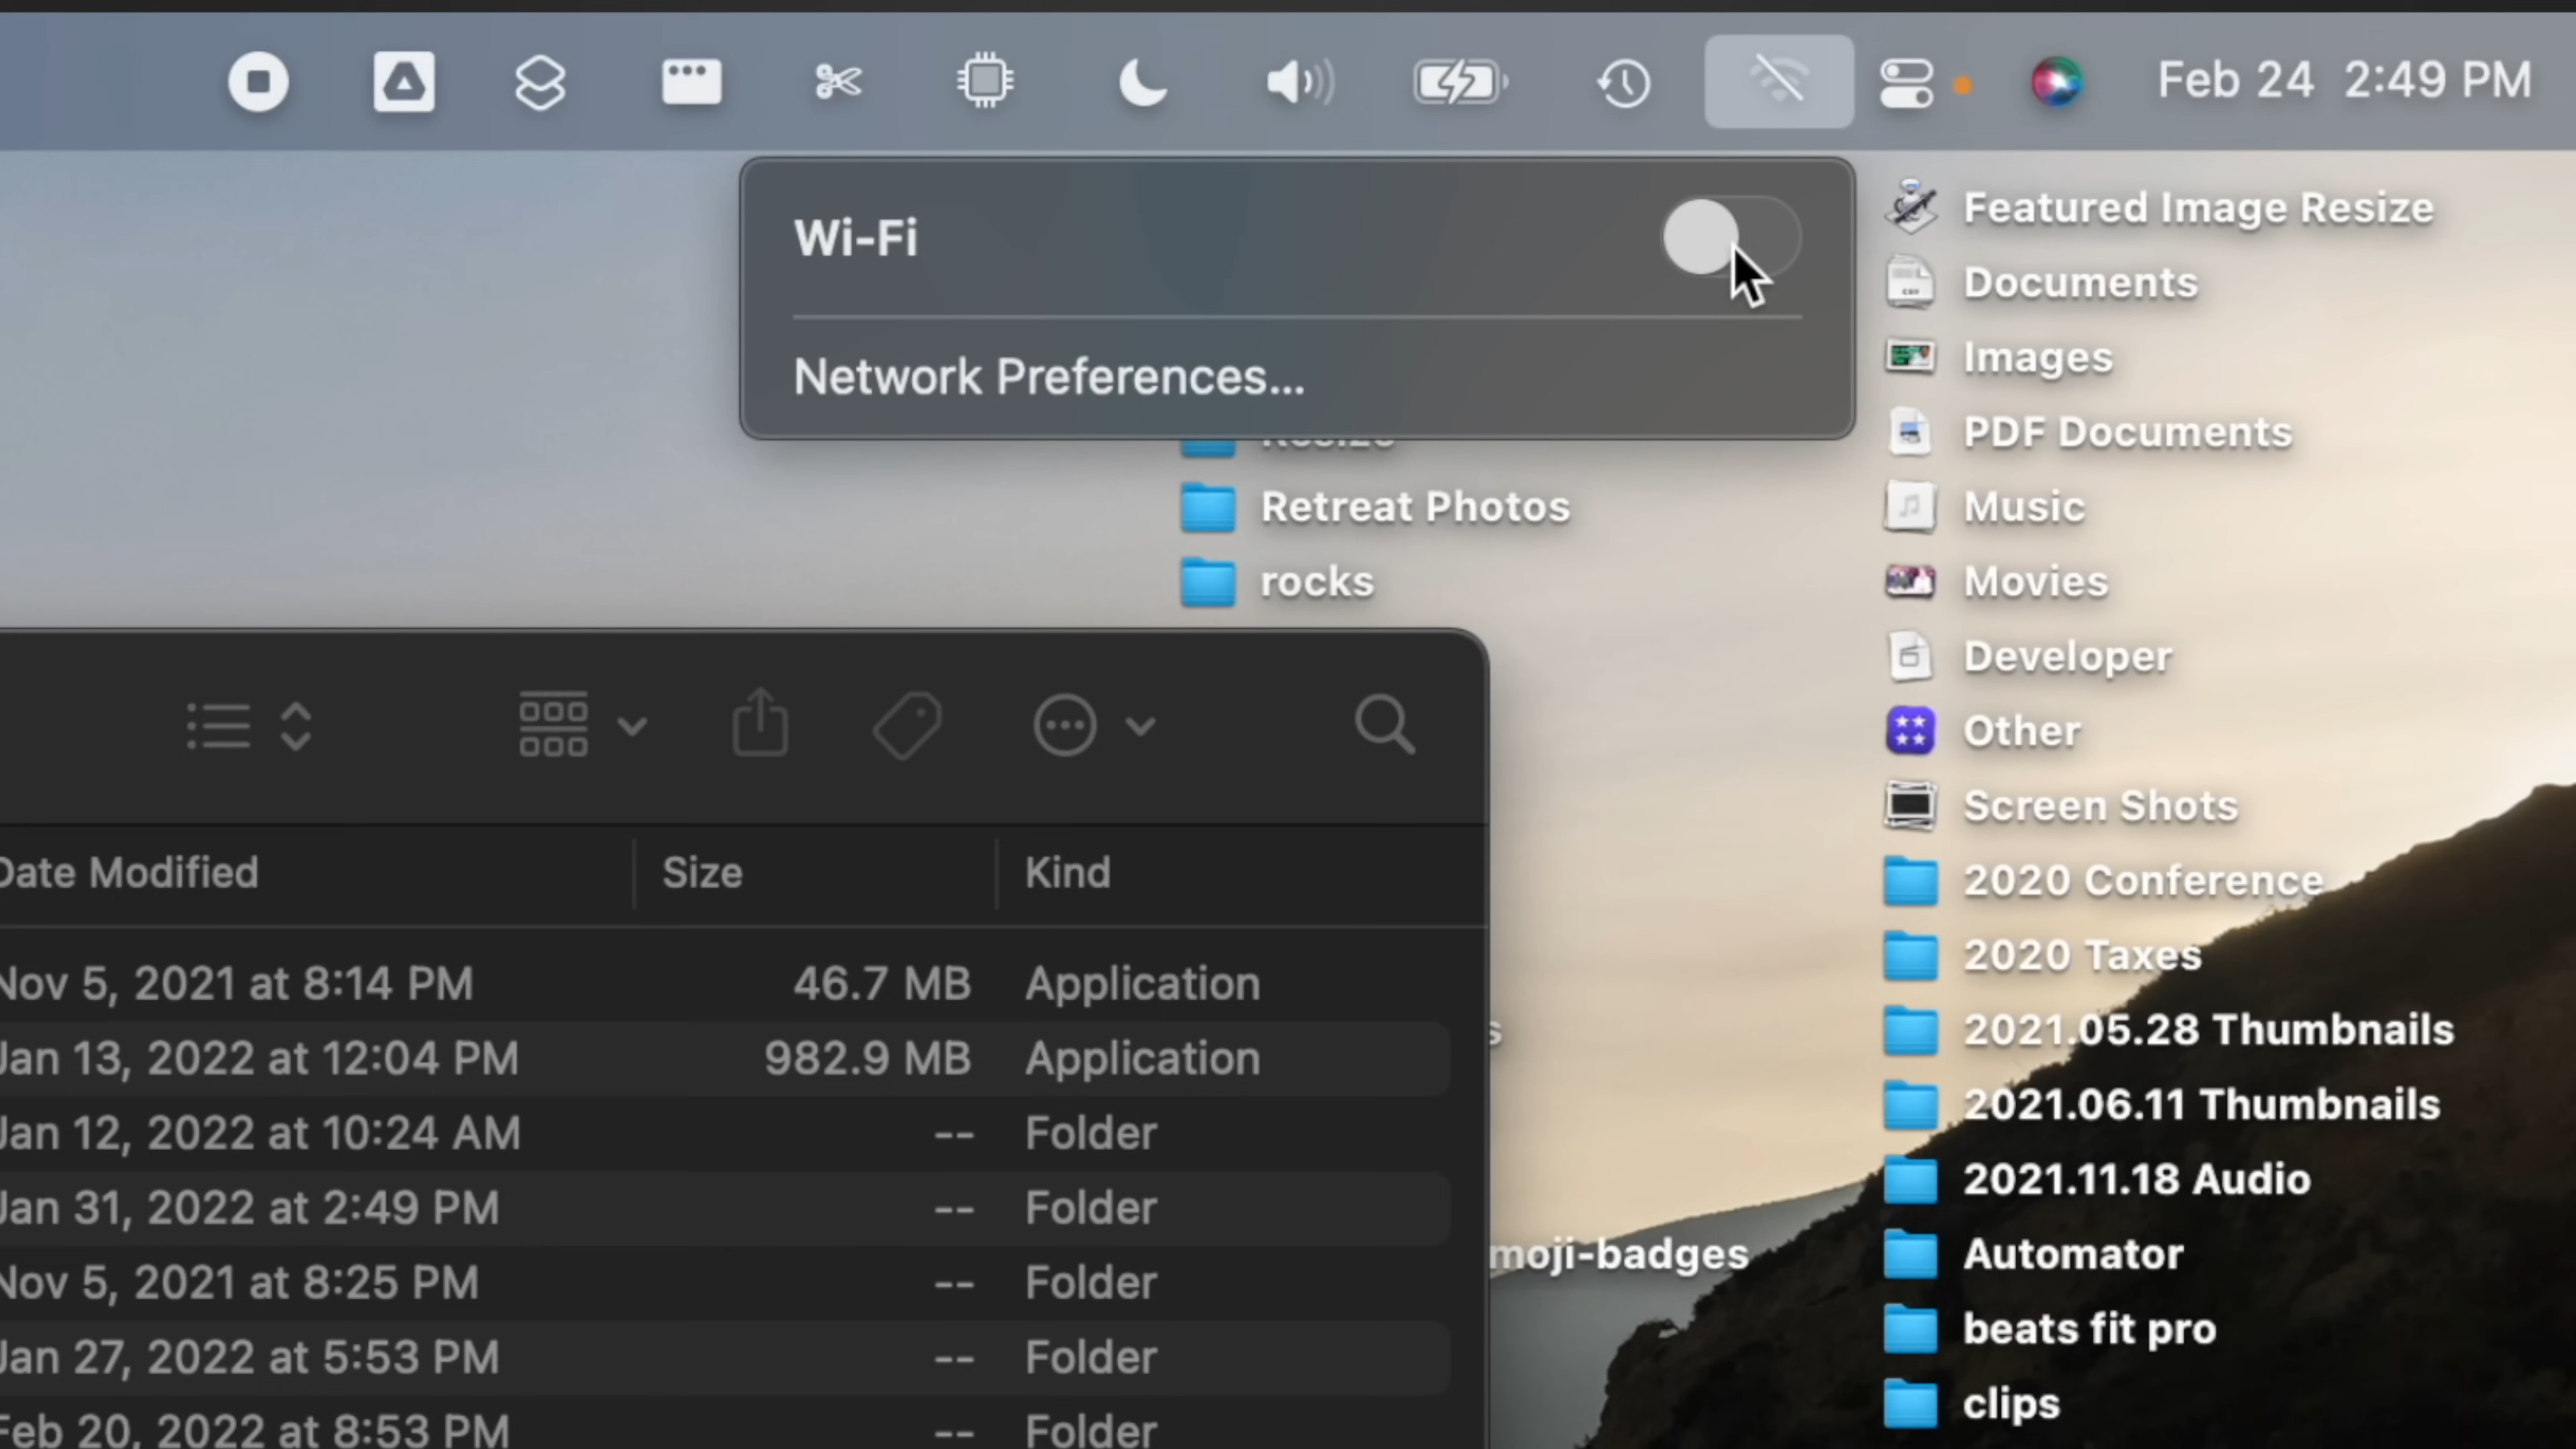 Feb 24 2:49 PM
Wi-Fi
Network Preferences...
Resize
Retreat Photos
rocks
Featured Image Resize
Documents
Images
PDF Documents
Music
Movies
Developer
Other
Screen Shots
2020 Conference
2020 Taxes
2021.05.28 Thumbnails
2021.06.11 Thumbnails
2021.11.18 Audio
Automator
beats fit pro
clips
s
moji-badges
Date Modified Size Kind
Nov 5, 2021 at 8:14 PM 46.7 MB Application
Jan 13, 2022 at 12:04 PM 982.9 MB Application
Jan 12, 2022 at 10:24 AM -- Folder
Jan 31, 2022 at 2:49 PM -- Folder
Nov 5, 2021 at 8:25 PM -- Folder
Jan 27, 2022 at 5:53 PM -- Folder
Feb 20, 2022 at 8:53 PM -- Folder